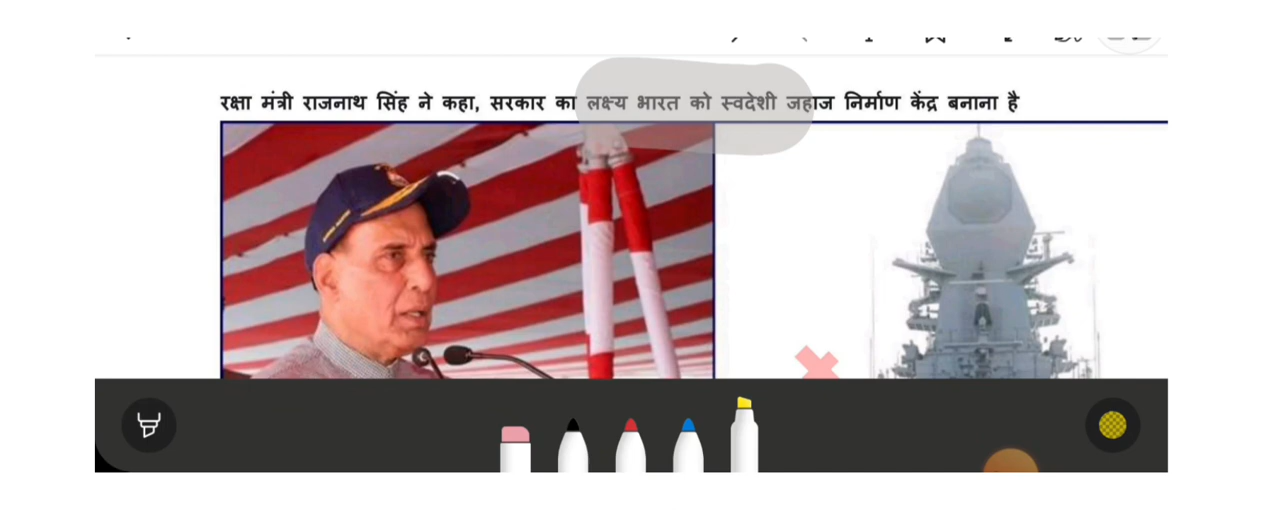 रक्षा मंत्री राजनाथ सिंह ने कहा, सरकार का लक्ष्य भारत को स्वदेशी जहाज निर्माण केंद्र बनाना है